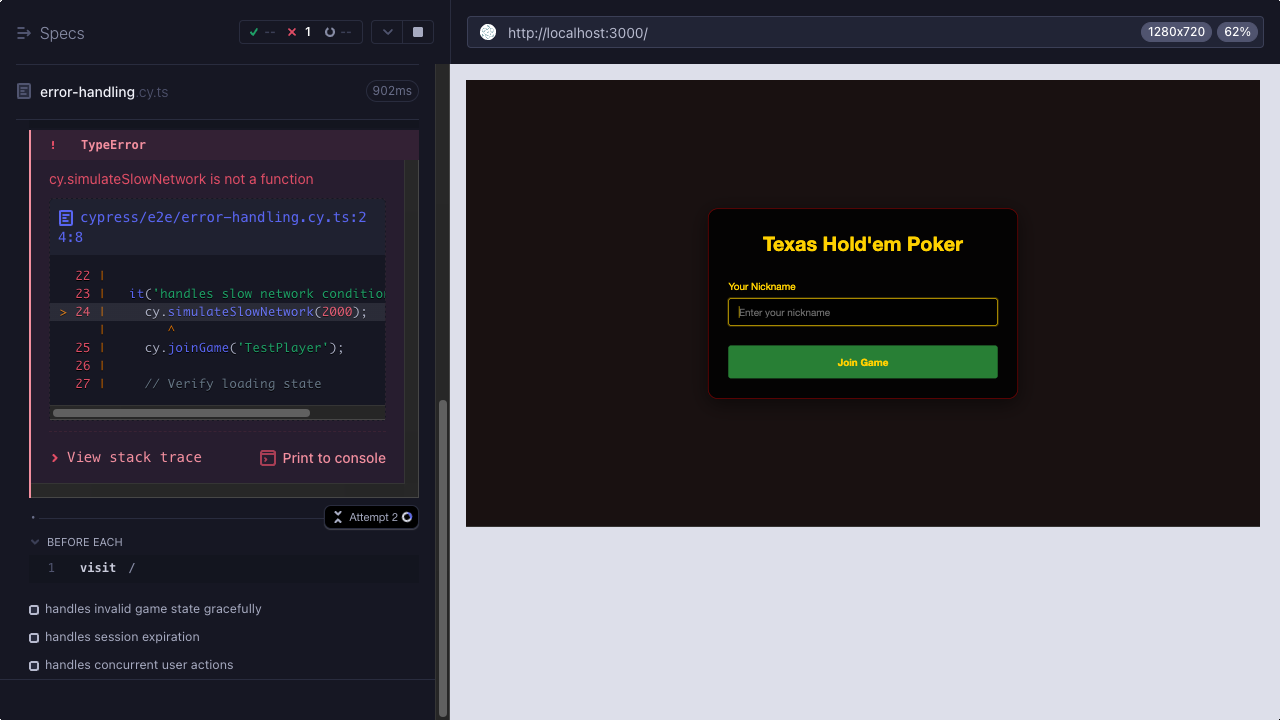 Specs
-- 1 --
error-handling.cy.ts 902ms
! TypeError
cy.simulateSlowNetwork is not a function
cypress/e2e/error-handling.cy.ts:2
4:8
22 |
23 | it('handles slow network condition
> 24 | cy.simulateSlowNetwork(2000);
| ^
25 | cy.joinGame('TestPlayer');
26 |
27 | // Verify loading state
View stack trace Print to console
Attempt 2
BEFORE EACH
1 visit /
handles invalid game state gracefully
handles session expiration
handles concurrent user actions
http://localhost:3000/ 1280x720 62%
Texas Hold'em Poker
Your Nickname
Enter your nickname
Join Game